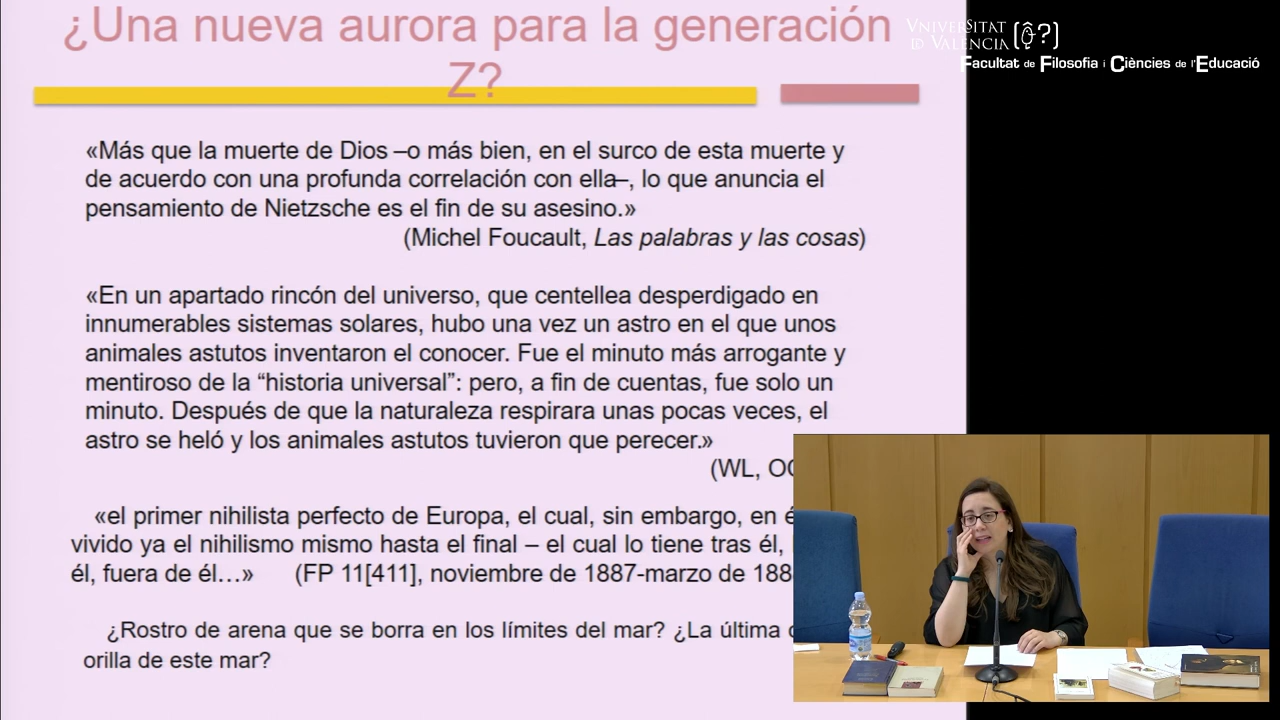 ¿Una nueva aurora para la generación
Z?
VNIVERSITAT
ID VALÈNCIA
Facultat de Filosofia i Ciències de l'Educació
«Más que la muerte de Dios –o más bien, en el surco de esta muerte y
de acuerdo con una profunda correlación con ella–, lo que anuncia el
pensamiento de Nietzsche es el fin de su asesino.»
(Michel Foucault, Las palabras y las cosas)
«En un apartado rincón del universo, que centellea desperdigado en
innumerables sistemas solares, hubo una vez un astro en el que unos
animales astutos inventaron el conocer. Fue el minuto más arrogante y
mentiroso de la “historia universal”: pero, a fin de cuentas, fue solo un
minuto. Después de que la naturaleza respirara unas pocas veces, el
astro se heló y los animales astutos tuvieron que perecer.»
(WL,
«el primer nihilista perfecto de Europa, el cual, sin embargo, en
vivido ya el nihilismo mismo hasta el final – el cual lo tiene tras él,
él, fuera de él…» (FP 11[411], noviembre de 1887-marzo de
¿Rostro de arena que se borra en los límites del mar? ¿La última
orilla de este mar?